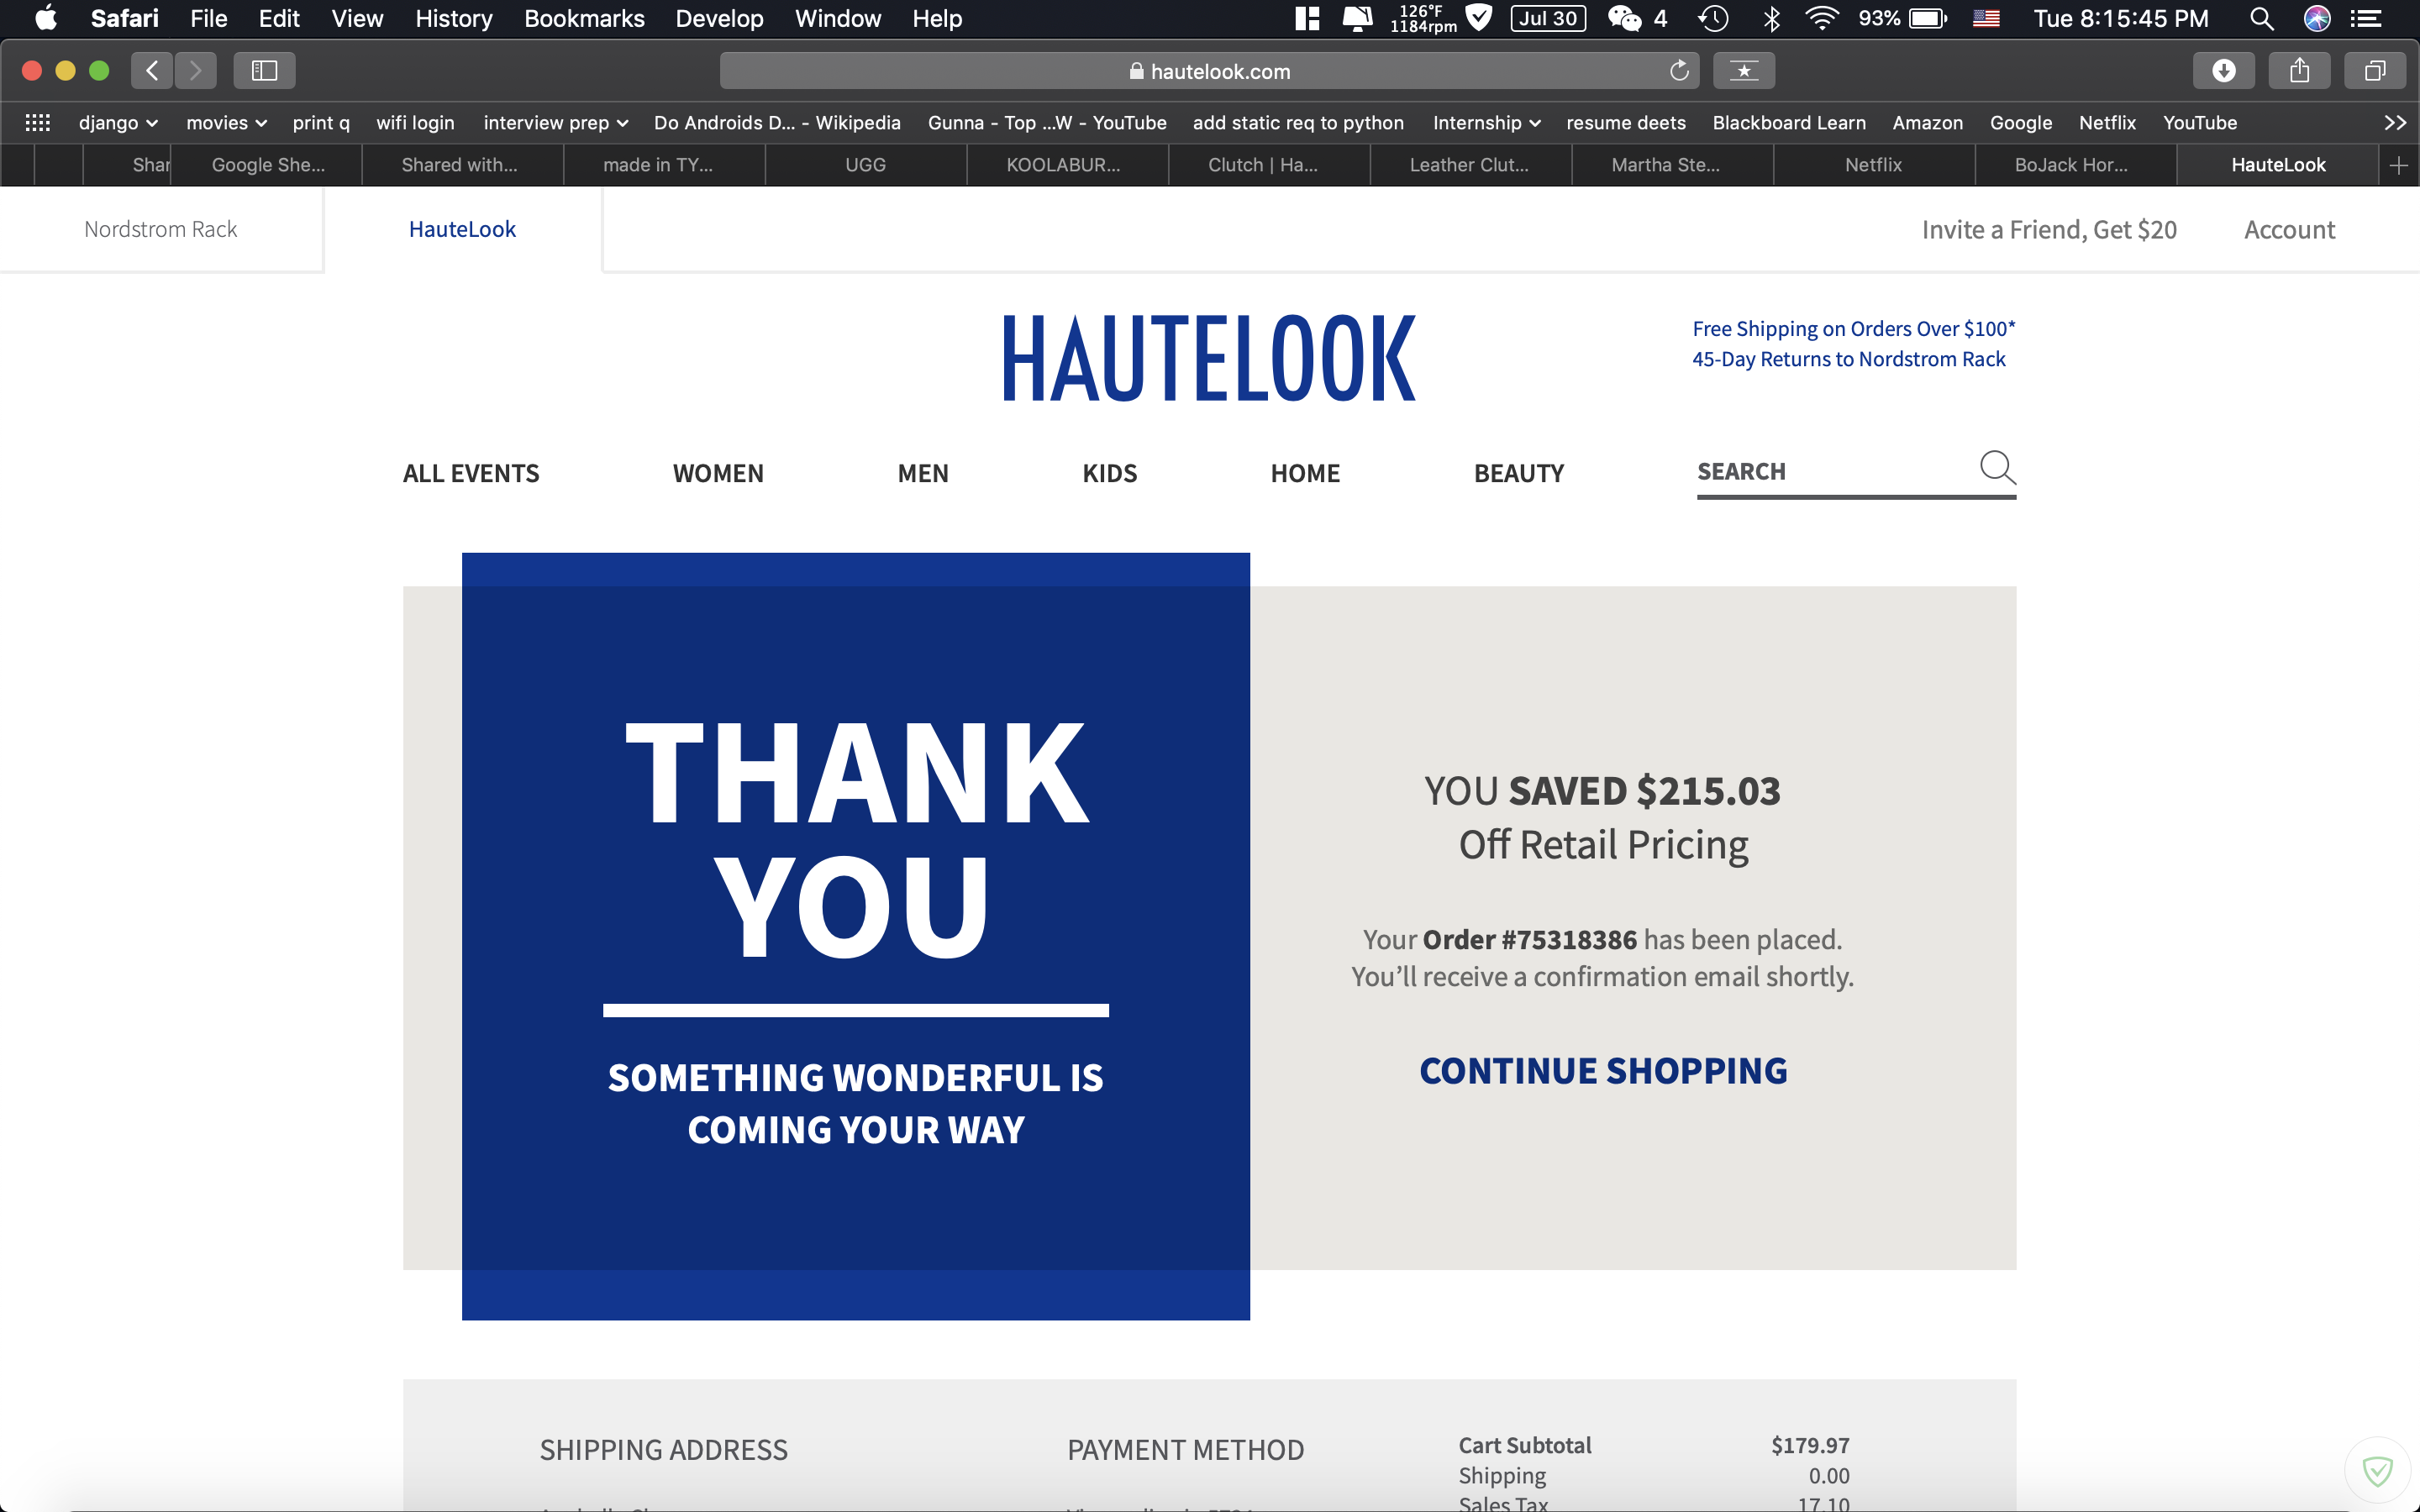 Safari File Edit View History Bookmarks Develop Window Help 126°F 1184rpm Jul 30 4 93% Tue 8:15:45 PM
hautelook.com
django movies print q wifi login interview prep Do Androids D... - Wikipedia Gunna - Top ...W - YouTube add static req to python Internship resume deets Blackboard Learn Amazon Google Netflix YouTube
Shar Google She... Shared with... made in TY... UGG KOOLABUR... Clutch | Ha... Leather Clut... Martha Ste... Netflix BoJack Hor... HauteLook
Nordstrom Rack HauteLook Invite a Friend, Get $20 Account
HAUTELOOK
Free Shipping on Orders Over $100*
45-Day Returns to Nordstrom Rack
ALL EVENTS WOMEN MEN KIDS HOME BEAUTY SEARCH
THANK
YOU
SOMETHING WONDERFUL IS
COMING YOUR WAY
YOU SAVED $215.03
Off Retail Pricing
Your Order #75318386 has been placed.
You’ll receive a confirmation email shortly.
CONTINUE SHOPPING
SHIPPING ADDRESS
PAYMENT METHOD
Cart Subtotal $179.97
Shipping 0.00
Sales Tax 17.10